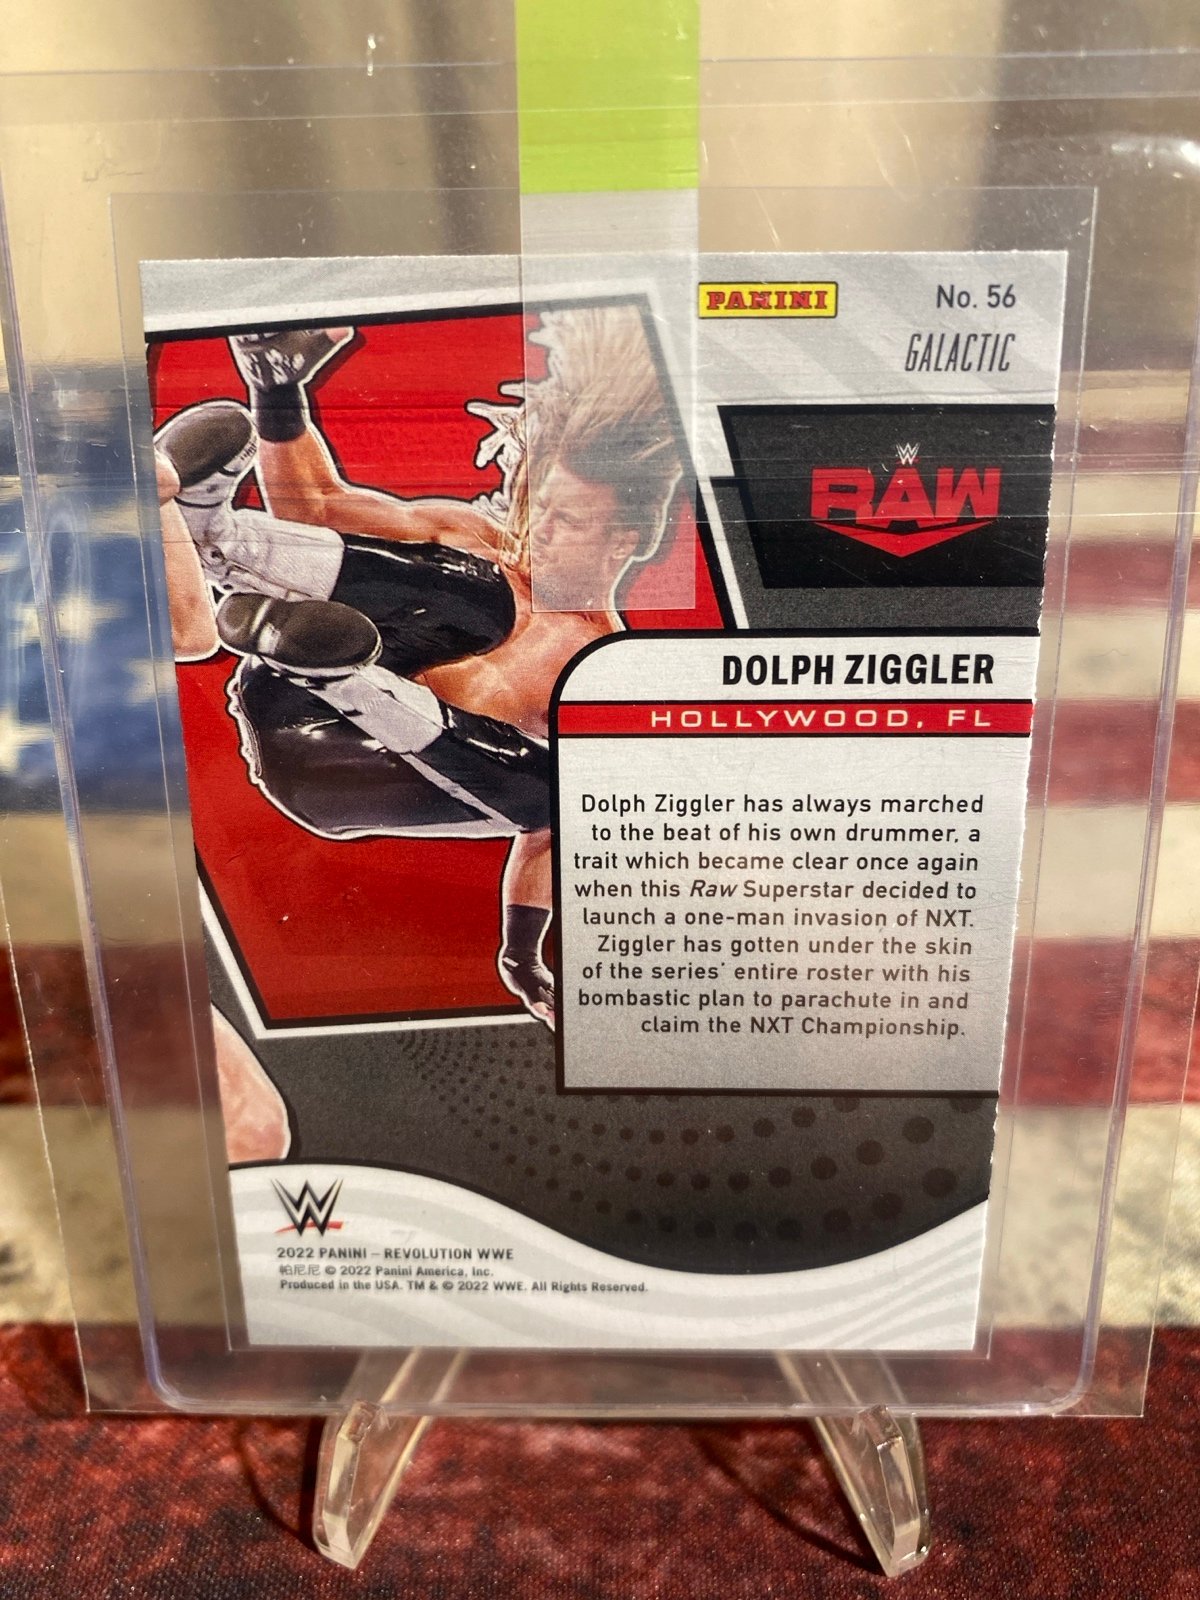 PANINI
No. 56
GALACTIC
W
RAW
DOLPH ZIGGLER
HOLLYWOOD, FL
Dolph Ziggler has always marched
to the beat of his own drummer, a
trait which became clear once again
when this Raw Superstar decided to
launch a one-man invasion of NXT.
Ziggler has gotten under the skin
of the series' entire roster with his
bombastic plan to parachute in and
claim the NXT Championship.
W
2022 PANINI – REVOLUTION WWE
帕尼尼 © 2022 Panini America, Inc.
Produced in the USA. TM & © 2022 WWE. All Rights Reserved.